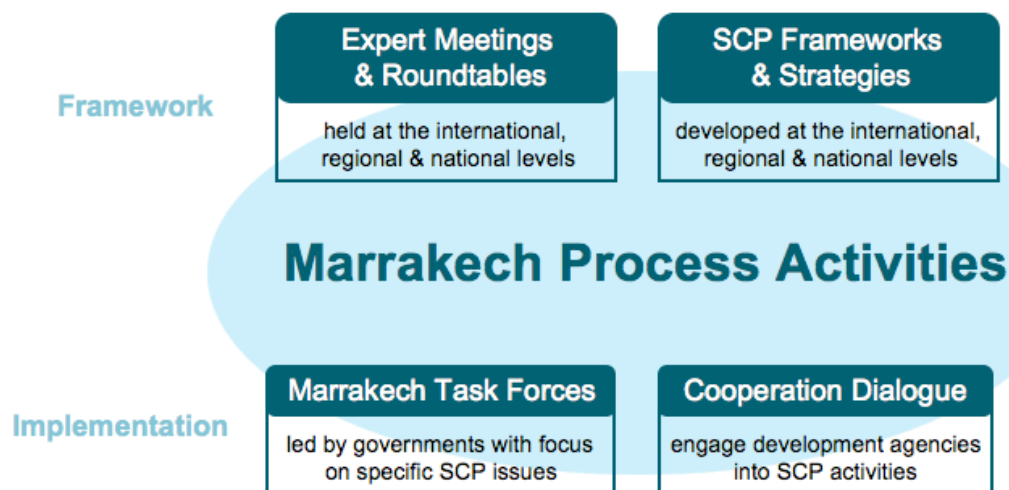 Expert Meetings
& Roundtables
SCP Frameworks
& Strategies
Framework
held at the international,
regional & national levels
developed at the international,
regional & national levels
Marrakech Process Activities
Marrakech Task Forces
Cooperation Dialogue
Implementation
led by governments with focus
on specific SCP issues
engage development agencies
into SCP activities